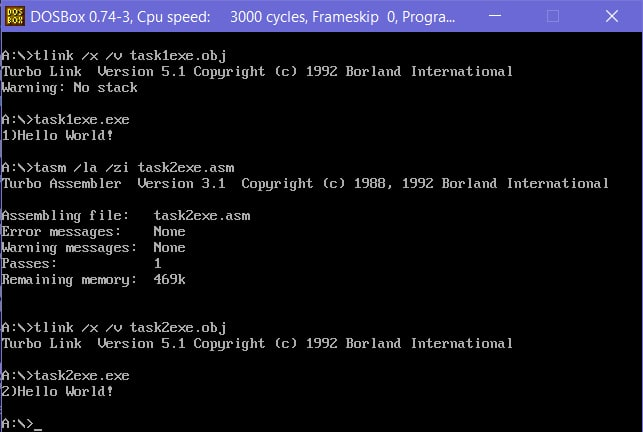 DOS BOX DOSBox 0.74-3, Cpu speed: 3000 cycles, Frameskip 0, Progra...
A:\>tlink /x /v task1exe.obj
Turbo Link Version 5.1 Copyright (c) 1992 Borland International
Warning: No stack
A:\>task1exe.exe
1)Hello World!
A:\>tasm /la /zi task2exe.asm
Turbo Assembler Version 3.1 Copyright (c) 1988, 1992 Borland International
Assembling file: task2exe.asm
Error messages: None
Warning messages: None
Passes: 1
Remaining memory: 469k
A:\>tlink /x /v task2exe.obj
Turbo Link Version 5.1 Copyright (c) 1992 Borland International
A:\>task2exe.exe
2)Hello World!
A:\>_